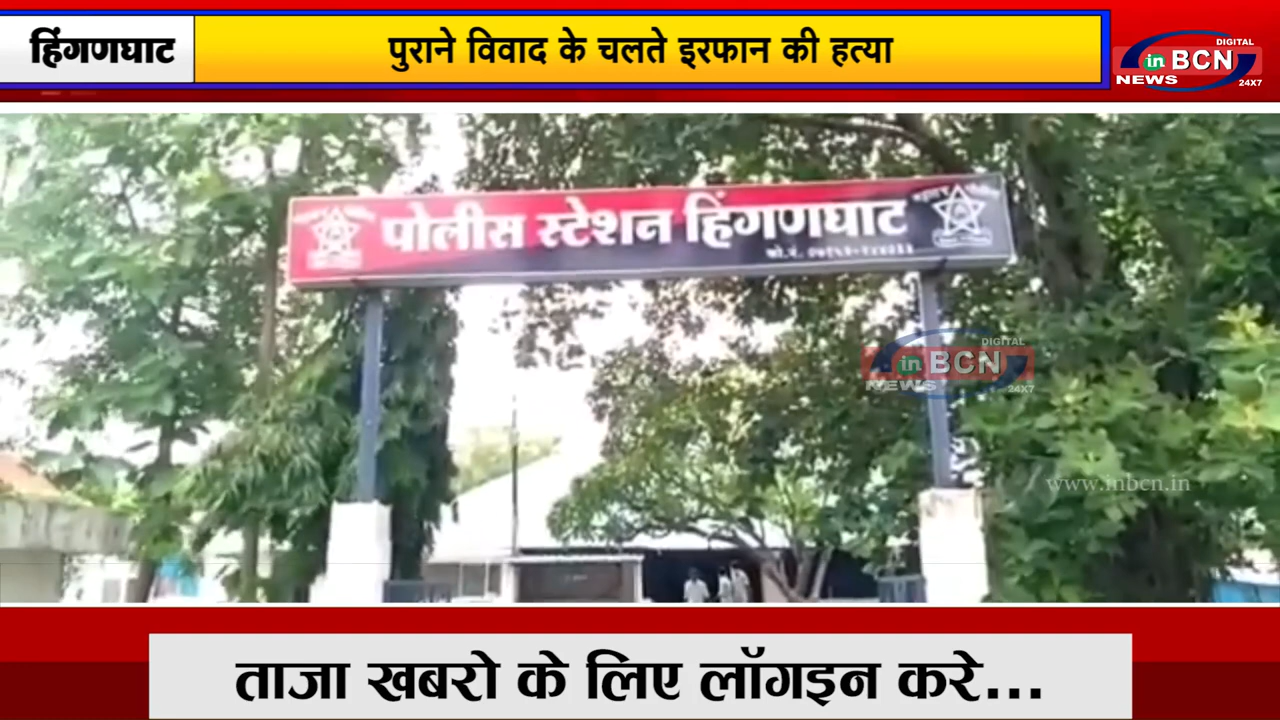 हिंगणघाट
पुराने विवाद के चलते इरफान की हत्या
DIGITAL
in BCN
NEWS 24X7
पोलीस स्टेशन हिंगणघाट
DIGITAL
in BCN
NEWS 24X7
www.inbcn.in
ताजा खबरो के लिए लॉगइन करे...